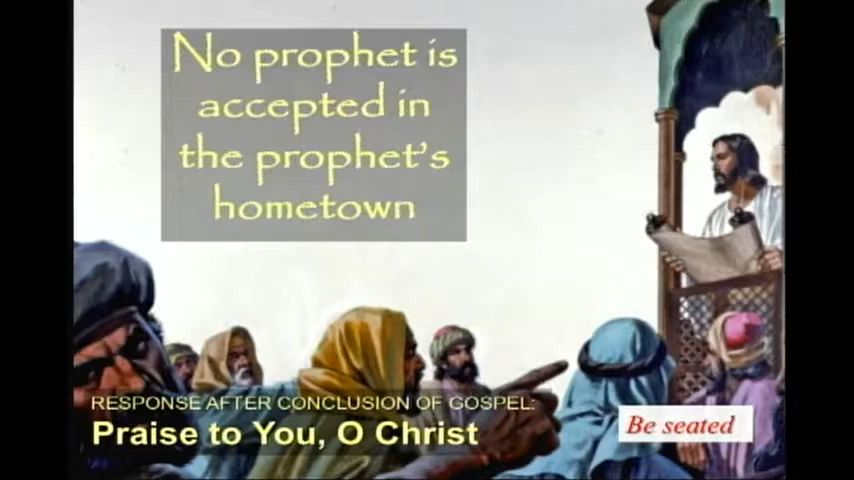 No prophet is
accepted in
the prophet's
hometown
RESPONSE AFTER CONCLUSION OF GOSPEL:
Praise to You, O Christ
Be seated